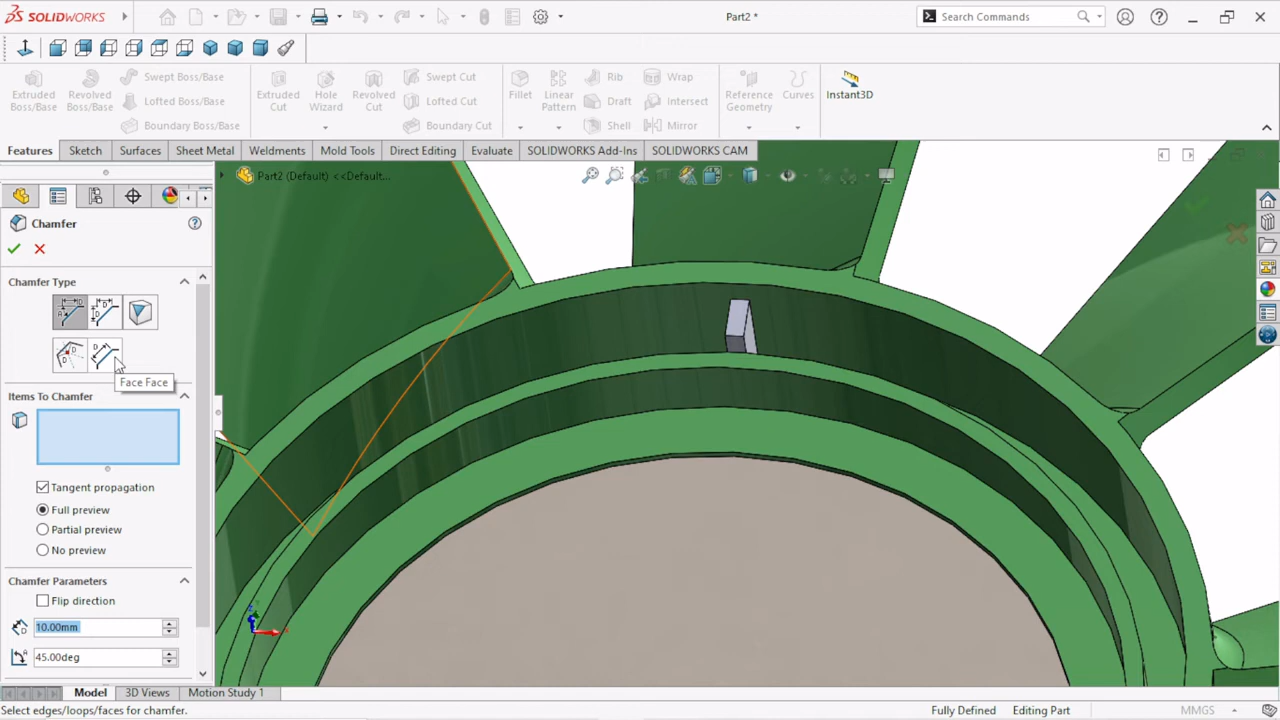 SOLIDWORKS
Part2 *
Search Commands
Extruded Boss/Base
Revolved Boss/Base
Swept Boss/Base
Lofted Boss/Base
Boundary Boss/Base
Extruded Cut
Hole Wizard
Revolved Cut
Swept Cut
Lofted Cut
Boundary Cut
Fillet
Linear Pattern
Rib
Draft
Shell
Wrap
Intersect
Mirror
Reference Geometry
Curves
Instant3D
Features
Sketch
Surfaces
Sheet Metal
Weldments
Mold Tools
Direct Editing
Evaluate
SOLIDWORKS Add-Ins
SOLIDWORKS CAM
Part2 (Default) <<Default...
Chamfer
Chamfer Type
Face Face
Items To Chamfer
Tangent propagation
Full preview
Partial preview
No preview
Chamfer Parameters
Flip direction
10.00mm
45.00deg
Model
3D Views
Motion Study 1
Select edges/loops/faces for chamfer.
Fully Defined
Editing Part
MMGS